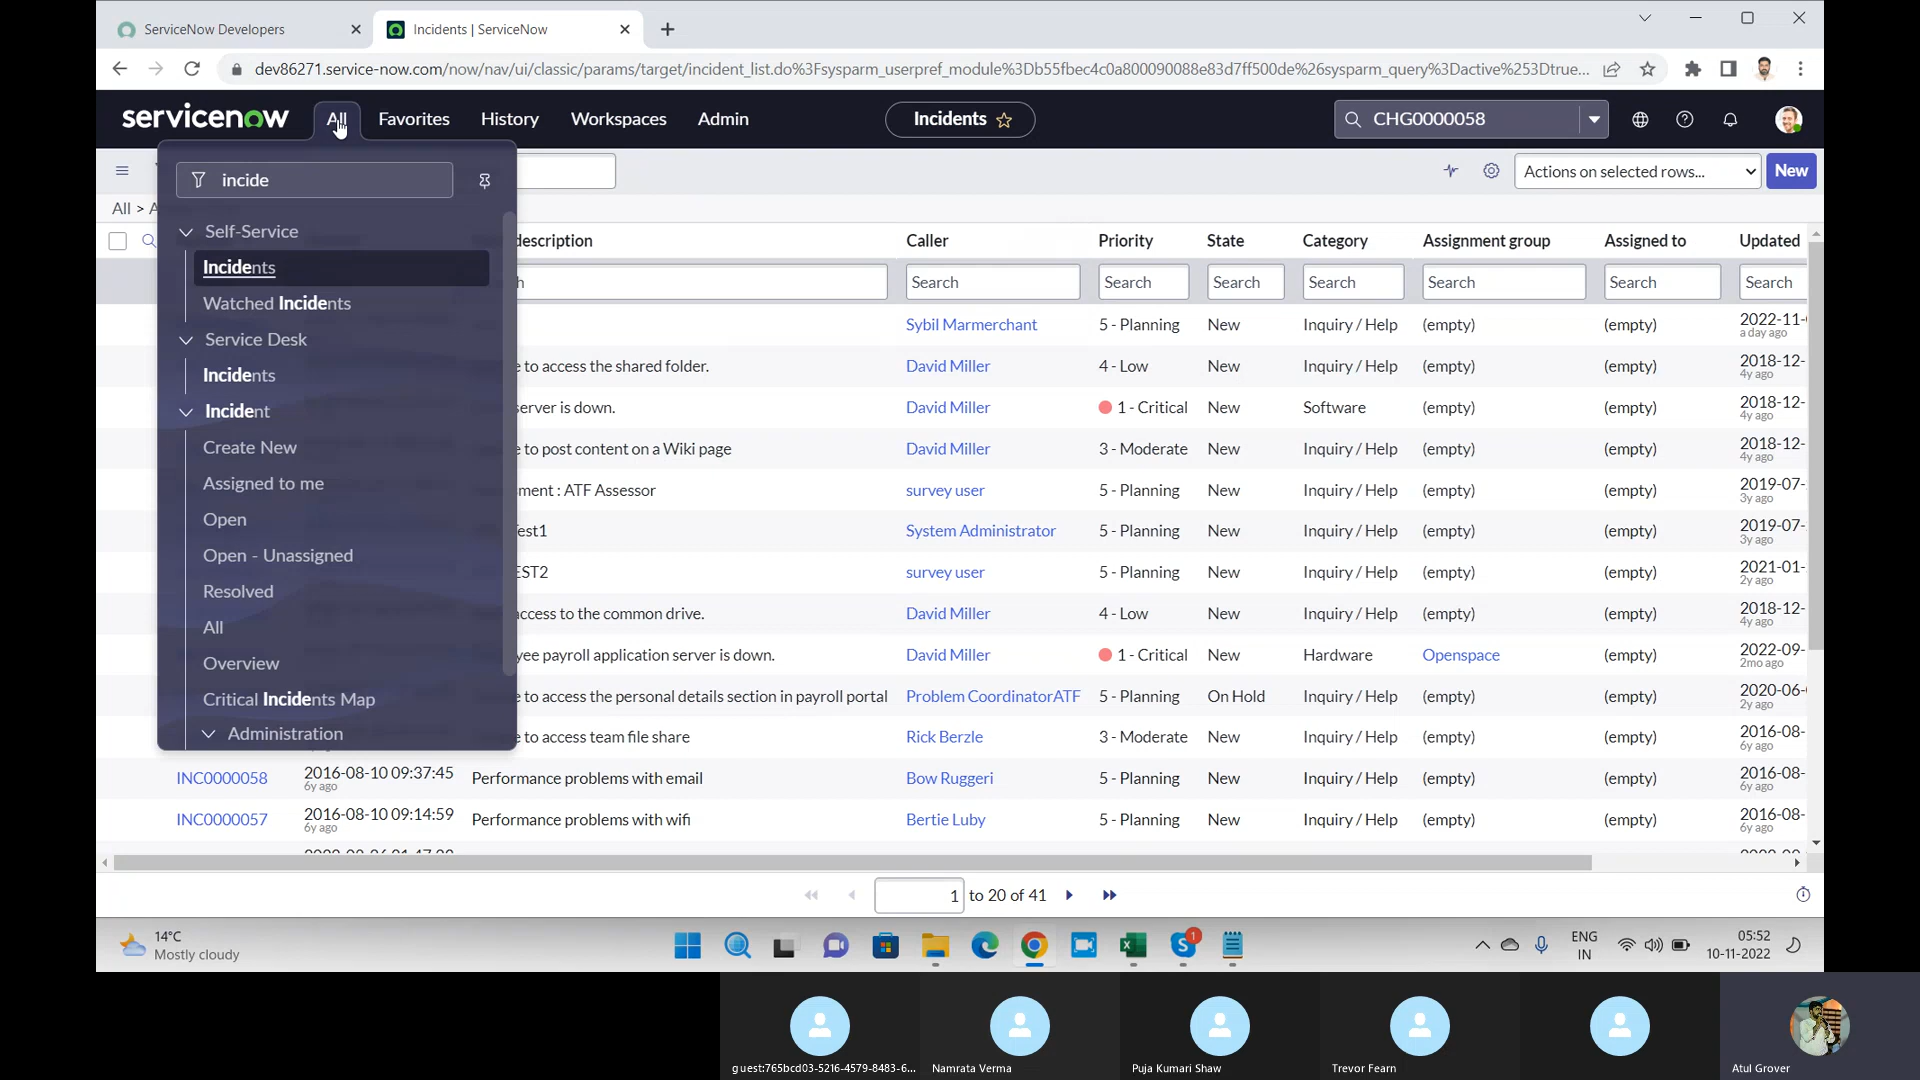 ServiceNow Developers
Incidents | ServiceNow
dev86271.service-now.com/now/nav/ui/classic/params/target/incident_list.do%3Fsysparm_userpref_module%3Db55fbec4c0a800090088e83d7ff500de%26sysparm_query%3Dactive%253Dtrue...
servicenow All Favorites History Workspaces Admin Incidents CHG0000058
incide
Actions on selected rows... New
All >
Self-Service
Incidents
Watched Incidents
Service Desk
Incidents
Incident
Create New
Assigned to me
Open
Open - Unassigned
Resolved
All
Overview
Critical Incidents Map
Administration
description Caller Priority State Category Assignment group Assigned to Updated
h Search Search Search Search Search Search Search
Sybil Marmerchant 5 - Planning New Inquiry / Help (empty) (empty) 2022-11-
a day ago
e to access the shared folder. David Miller 4 - Low New Inquiry / Help (empty) (empty) 2018-12-
4y ago
server is down. David Miller 1 - Critical New Software (empty) (empty) 2018-12-
4y ago
e to post content on a Wiki page David Miller 3 - Moderate New Inquiry / Help (empty) (empty) 2018-12-
4y ago
ment : ATF Assessor survey user 5 - Planning New Inquiry / Help (empty) (empty) 2019-07-
3y ago
Test1 System Administrator 5 - Planning New Inquiry / Help (empty) (empty) 2019-07-
3y ago
EST2 survey user 5 - Planning New Inquiry / Help (empty) (empty) 2021-01-
2y ago
access to the common drive. David Miller 4 - Low New Inquiry / Help (empty) (empty) 2018-12-
4y ago
yee payroll application server is down. David Miller 1 - Critical New Hardware Openspace (empty) 2022-09-
2mo ago
e to access the personal details section in payroll portal Problem CoordinatorATF 5 - Planning On Hold Inquiry / Help (empty) (empty) 2020-06-
2y ago
e to access team file share Rick Berzle 3 - Moderate New Inquiry / Help (empty) (empty) 2016-08-
6y ago
INC0000058 2016-08-10 09:37:45 Performance problems with email Bow Ruggeri 5 - Planning New Inquiry / Help (empty) (empty) 2016-08-
6y ago 6y ago
INC0000057 2016-08-10 09:14:59 Performance problems with wifi Bertie Luby 5 - Planning New Inquiry / Help (empty) (empty) 2016-08-
6y ago 6y ago
1 to 20 of 41
14°C
Mostly cloudy
1
ENG
IN
05:52
10-11-2022
guest:765bcd03-5216-4579-8483-6...
Namrata Verma
Puja Kumari Shaw
Trevor Fearn
Atul Grover